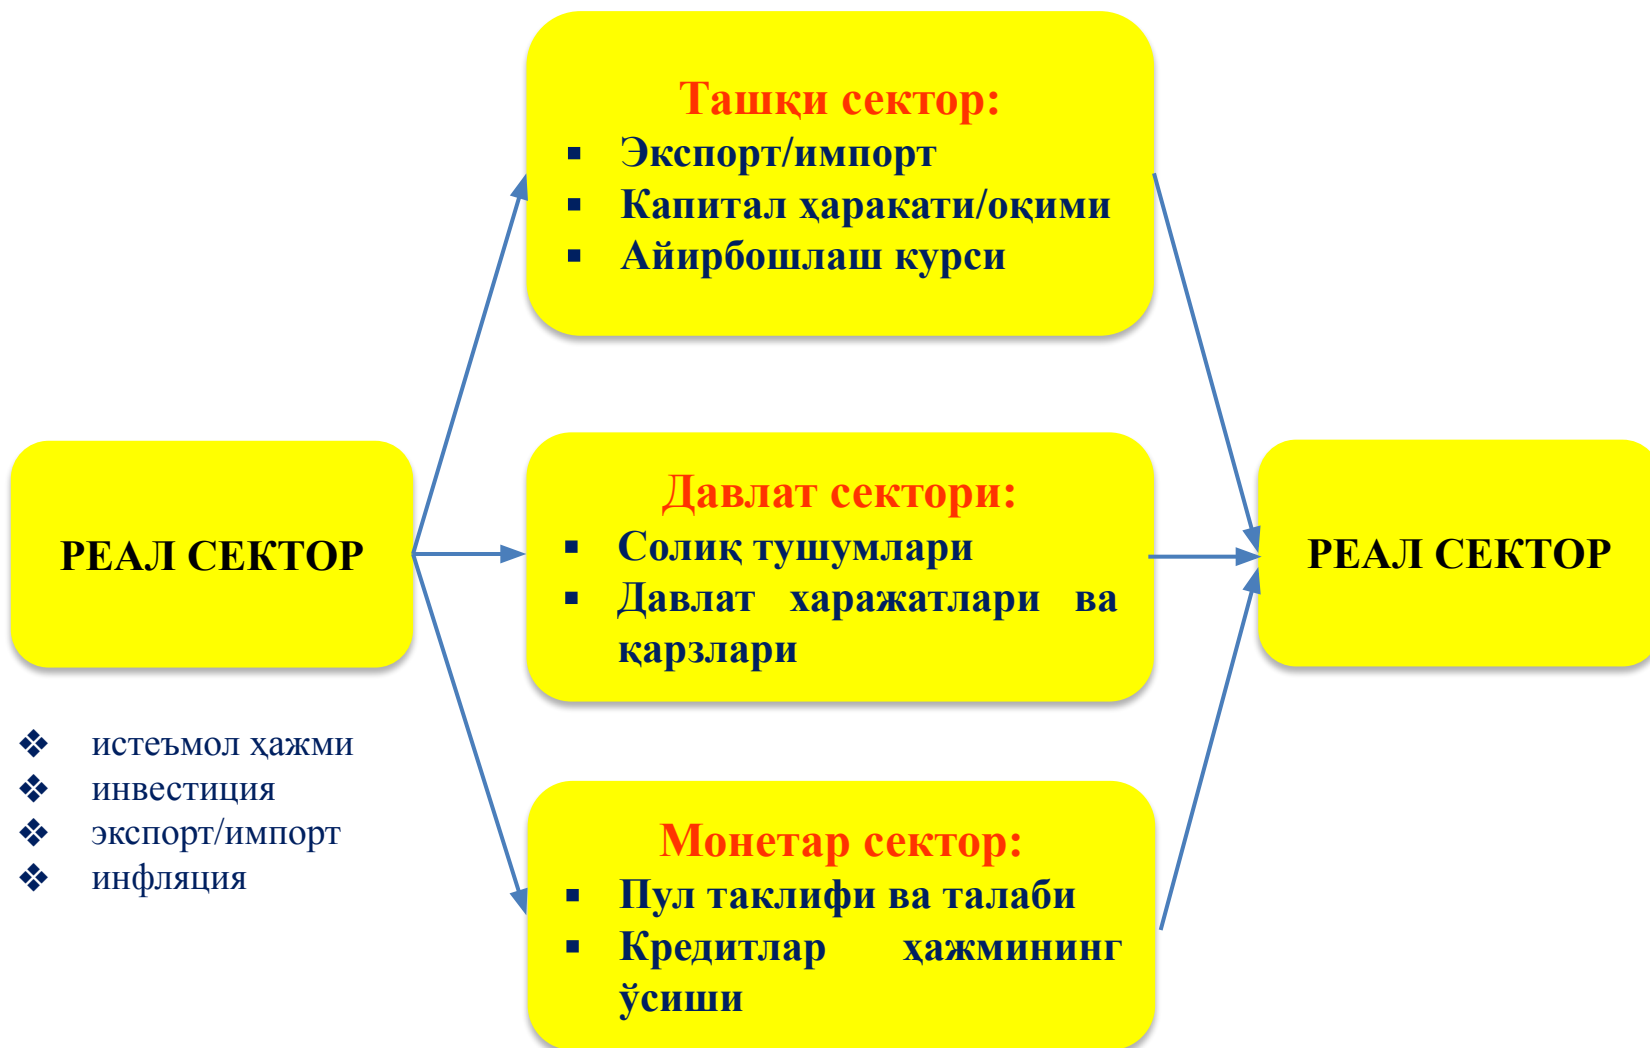 Ташқи сектор:
▪ Экспорт/импорт
▪ Капитал ҳаракати/оқими
▪ Айирбошлаш курси
РЕАЛ СЕКТОР
❖ истеъмол ҳажми
❖ инвестиция
❖ экспорт/импорт
❖ инфляция
Давлат сектори:
▪ Солиқ тушумлари
▪ Давлат харажатлари ва
қарзлари
Монетар сектор:
▪ Пул таклифи ва талаби
▪ Кредитлар ҳажмининг
ўсиши
РЕАЛ СЕКТОР